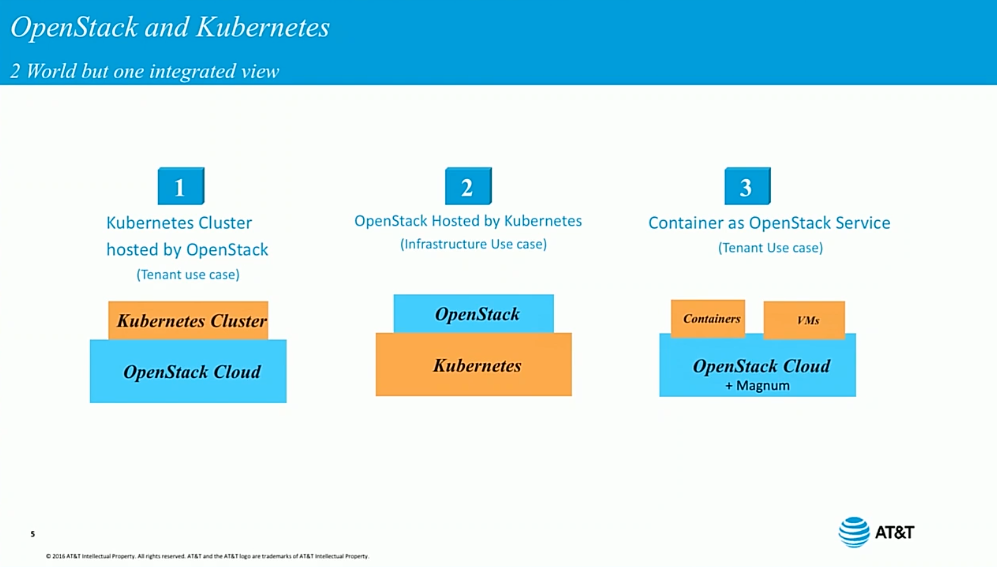 OpenStack and Kubernetes
2 World but one integrated view
1
Kubernetes Cluster
hosted by OpenStack
(Tenant use case)
Kubernetes Cluster
OpenStack Cloud
2
OpenStack Hosted by Kubernetes
(Infrastructure Use case)
OpenStack
Kubernetes
3
Container as OpenStack Service
(Tenant Use case)
Containers
VMs
OpenStack Cloud
+ Magnum
5
AT&T
© 2016 AT&T Intellectual Property. All rights reserved. AT&T and the AT&T logo are trademarks of AT&T Intellectual Property.